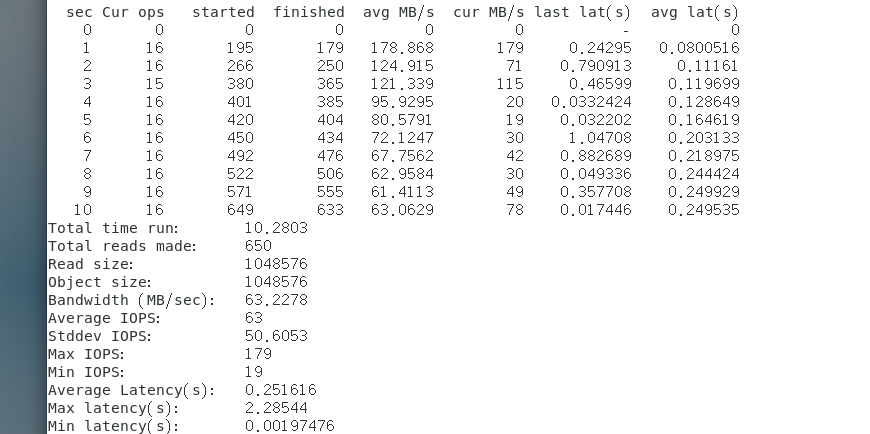 sec Cur ops   started  finished  avg MB/s  cur MB/s last lat(s)  avg lat(s)
0       0         0         0         0         0           -           0
1      16       195       179   178.868       179     0.24295   0.0800516
2      16       266       250   124.915        71    0.790913     0.11161
3      15       380       365   121.339       115     0.46599    0.119699
4      16       401       385   95.9295        20   0.0332424    0.128649
5      16       420       404   80.5791        19    0.032202    0.164619
6      16       450       434   72.1247        30     1.04708    0.203133
7      16       492       476   67.7562        42    0.882689    0.218975
8      16       522       506   62.9584        30    0.049336    0.244424
9      16       571       555   61.4113        49    0.357708    0.249929
10      16       649       633   63.0629        78    0.017446    0.249535
Total time run:       10.2803
Total reads made:     650
Read size:            1048576
Object size:          1048576
Bandwidth (MB/sec):   63.2278
Average IOPS:         63
Stddev IOPS:          50.6053
Max IOPS:             179
Min IOPS:             19
Average Latency(s):   0.251616
Max latency(s):       2.28544
Min latency(s):       0.00197476